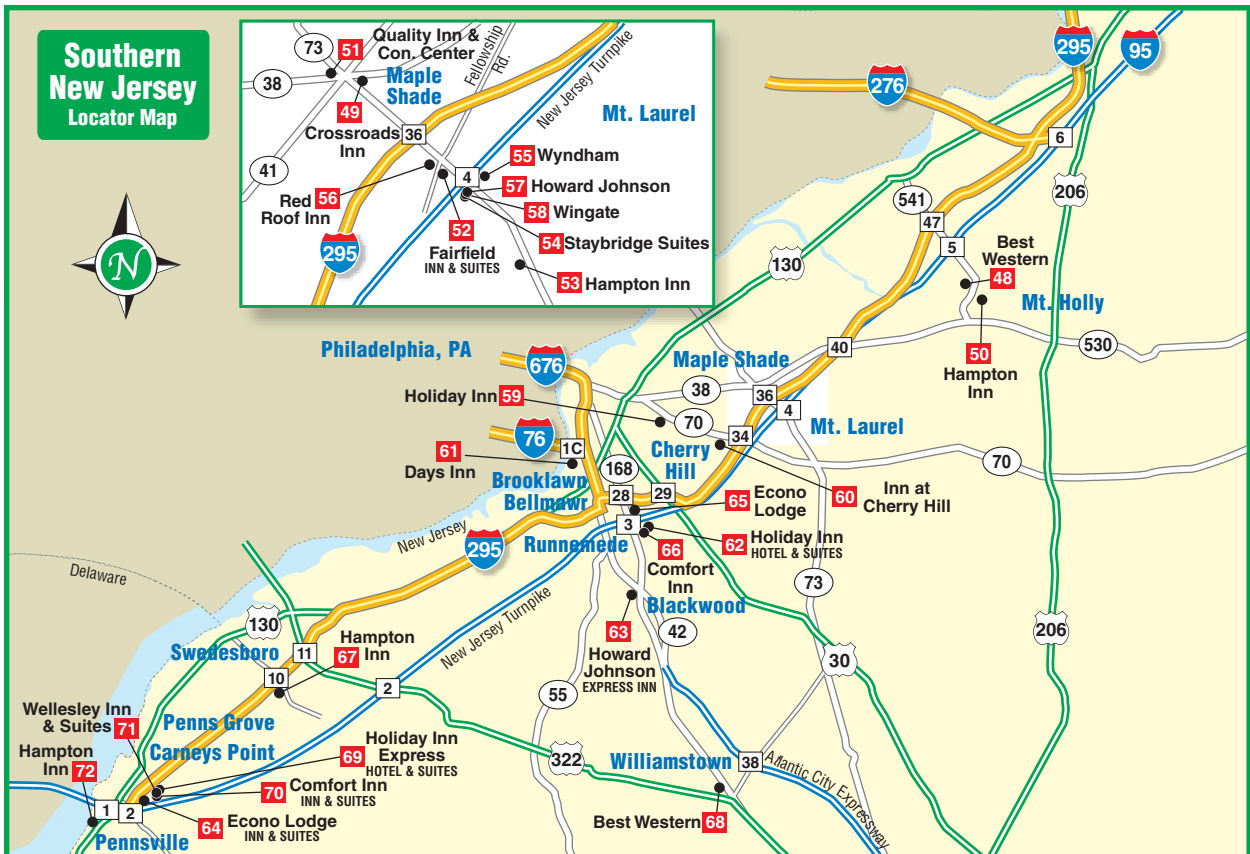 Southern
New Jersey
Locator Map
N
73
51
Quality Inn &
Con. Center
38
Maple
Shade
49
Crossroads
Inn
41
36
Fellowship
Rd.
New Jersey Turnpike
Mt. Laurel
55 Wyndham
4
57 Howard Johnson
58 Wingate
54 Staybridge Suites
Red
Roof Inn
56
52
Fairfield
INN & SUITES
53 Hampton Inn
295
295
95
276
6
206
541
47
5
Best
Western
48
Mt. Holly
130
50
Hampton
Inn
530
40
Philadelphia, PA
676
Maple Shade
38
36
4
Mt. Laurel
Holiday Inn 59
70
34
76
1C
61
Days Inn
Cherry
Hill
70
Brooklawn
Bellmawr
168
28
29
65
Econo
Lodge
60
Inn at
Cherry Hill
3
Runnemede
62
Holiday Inn
HOTEL & SUITES
66
Comfort
Inn
New Jersey
295
Delaware
New Jersey Turnpike
Blackwood
73
63
Howard
Johnson
EXPRESS INN
42
130
Swedesboro
11
Hampton
Inn
67
10
2
55
30
206
Wellesley Inn
& Suites 71
Penns Grove
Carneys Point
Hampton
Inn 72
69
Holiday Inn
Express
HOTEL & SUITES
70
Comfort Inn
INN & SUITES
64
Econo Lodge
INN & SUITES
1
2
Pennsville
322
Williamstown
38
Atlantic City Expressway
Best Western 68